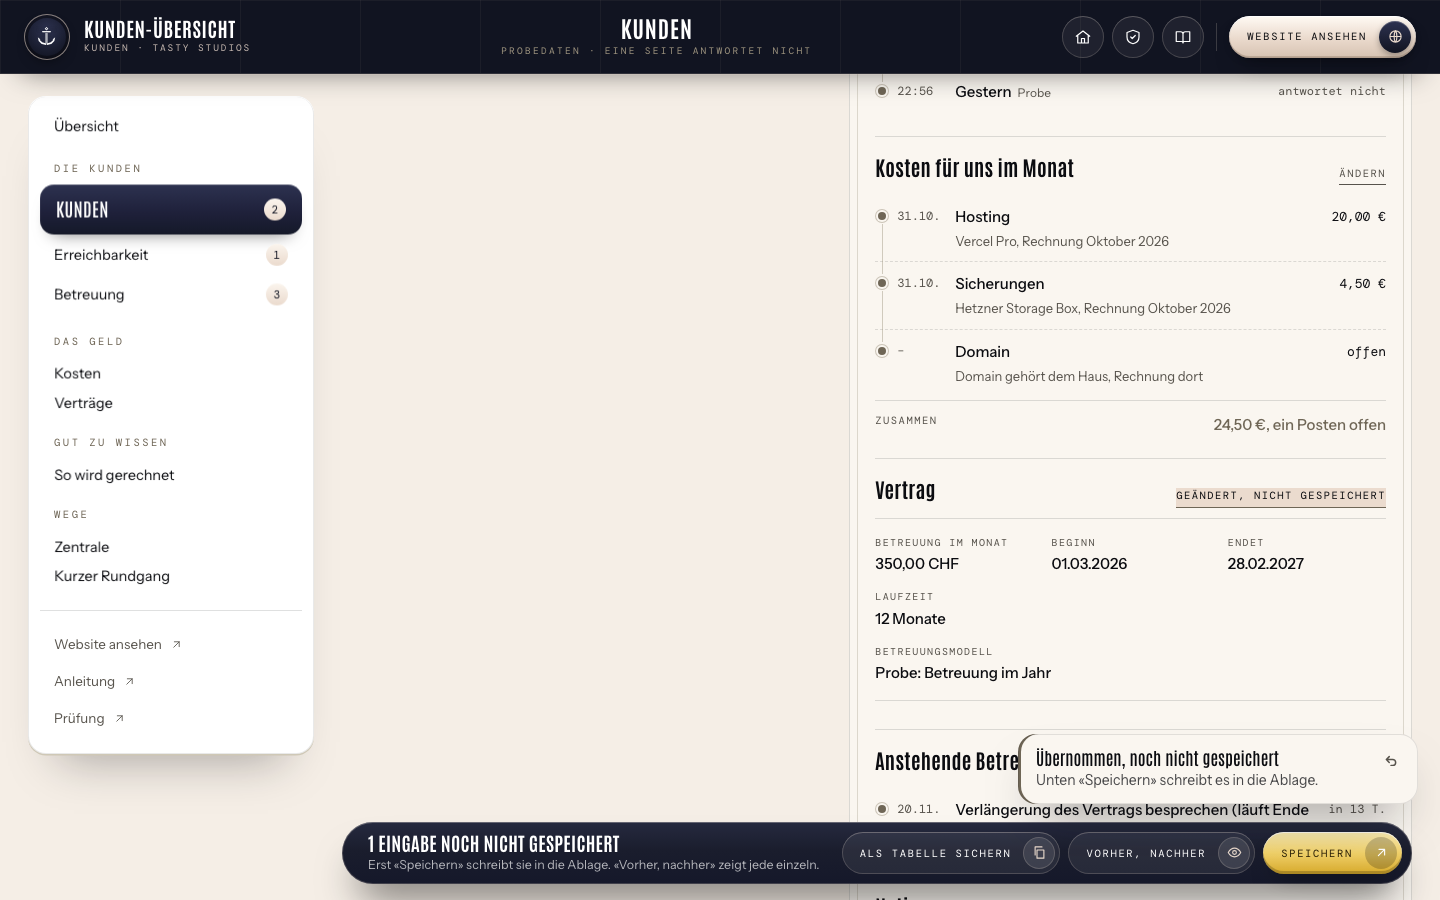 KUNDEN-ÜBERSICHT
KUNDEN · TASTY STUDIOS
KUNDEN
PROBEDATEN · EINE SEITE ANTWORTET NICHT
WEBSITE ANSEHEN
Übersicht
DIE KUNDEN
KUNDEN 2
Erreichbarkeit 1
Betreuung 3
DAS GELD
Kosten
Verträge
GUT ZU WISSEN
So wird gerechnet
WEGE
Zentrale
Kurzer Rundgang
Website ansehen
Anleitung
Prüfung
22:56 Gestern Probe antwortet nicht
Kosten für uns im Monat ÄNDERN
31.10. Hosting 20,00 €
Vercel Pro, Rechnung Oktober 2026
31.10. Sicherungen 4,50 €
Hetzner Storage Box, Rechnung Oktober 2026
– Domain offen
Domain gehört dem Haus, Rechnung dort
ZUSAMMEN 24,50 €, ein Posten offen
Vertrag GEÄNDERT, NICHT GESPEICHERT
BETREUUNG IM MONAT BEGINN ENDET
350,00 CHF 01.03.2026 28.02.2027
LAUFZEIT
12 Monate
BETREUUNGSMODELL
Probe: Betreuung im Jahr
Anstehende Betre
Übernommen, noch nicht gespeichert
Unten «Speichern» schreibt es in die Ablage.
20.11. Verlängerung des Vertrags besprechen (läuft Ende in 13 T.
1 EINGABE NOCH NICHT GESPEICHERT
Erst «Speichern» schreibt sie in die Ablage. «Vorher, nachher» zeigt jede einzeln.
ALS TABELLE SICHERN
VORHER, NACHHER
SPEICHERN